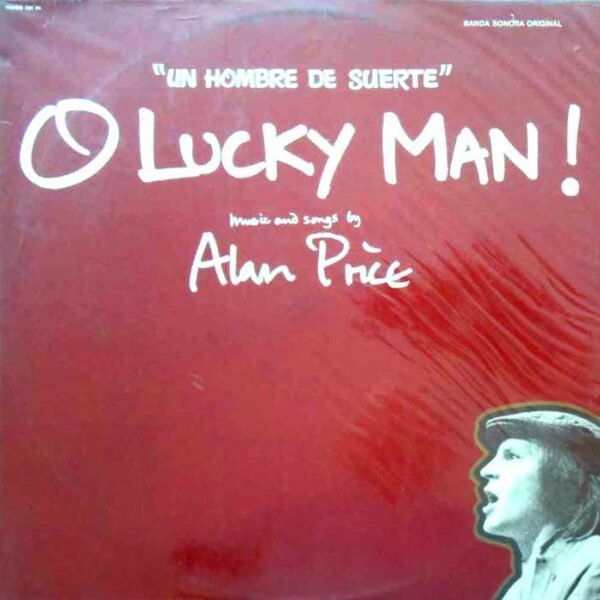 BANDA SONORA ORIGINAL
"UN HOMBRE DE SUERTE"
O LUCKY MAN!
Music and songs by
Alan Price